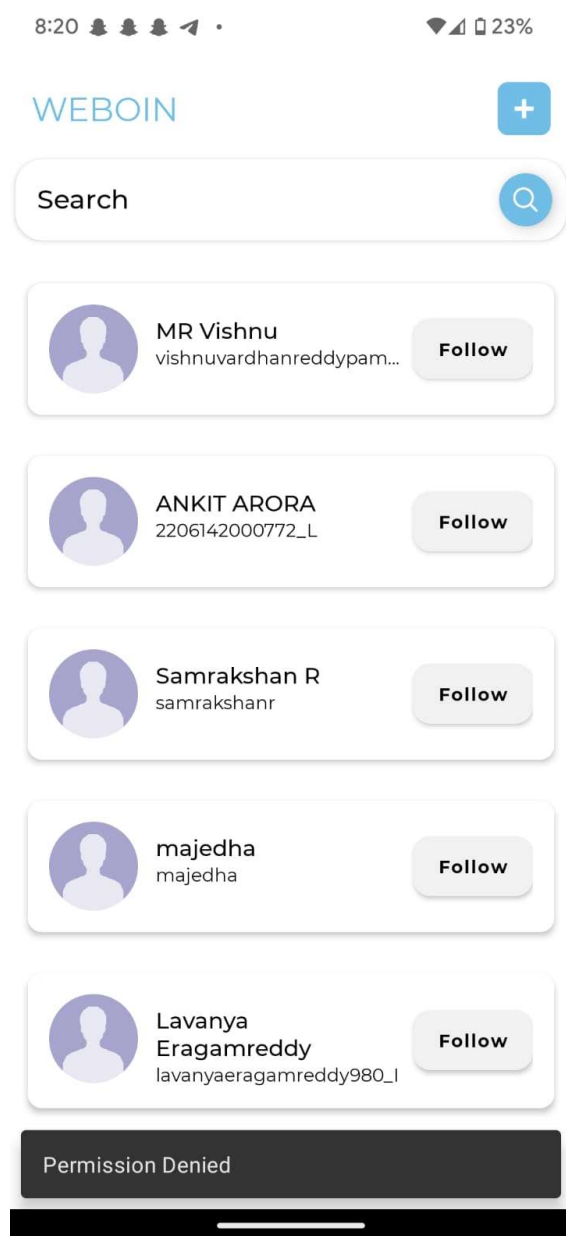 8:20
23%
WEBOIN
+
Search
MR Vishnu
vishnuvardhanreddypam...
Follow
ANKIT ARORA
2206142000772_L
Follow
Samrakshan R
samrakshanr
Follow
majedha
majedha
Follow
Lavanya
Eragamreddy
lavanyaeragamreddy980_l
Follow
Permission Denied